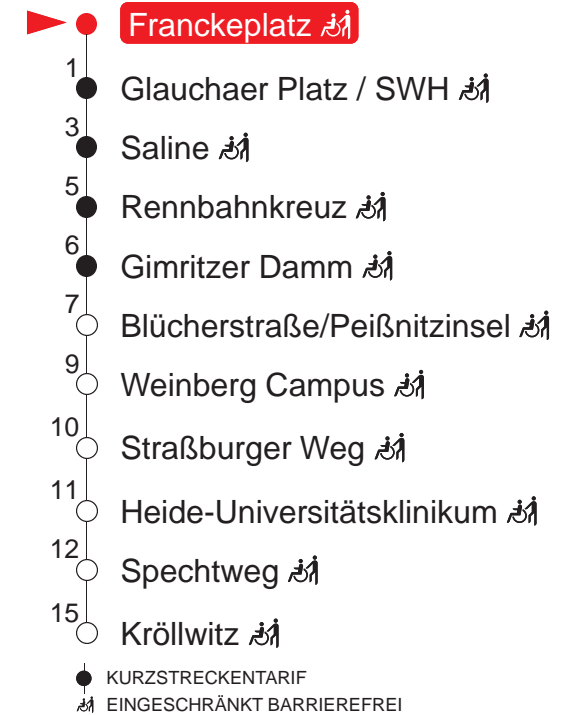 Franckeplatz
1
Glauchaer Platz / SWH
3
Saline
5
Rennbahnkreuz
6
Gimritzer Damm
7
Blücherstraße/Peißnitzinsel
9
Weinberg Campus
10
Straßburger Weg
11
Heide-Universitätsklinikum
12
Spechtweg
15
Kröllwitz
KURZSTRECKENTARIF
EINGESCHRÄNKT BARRIEREFREI